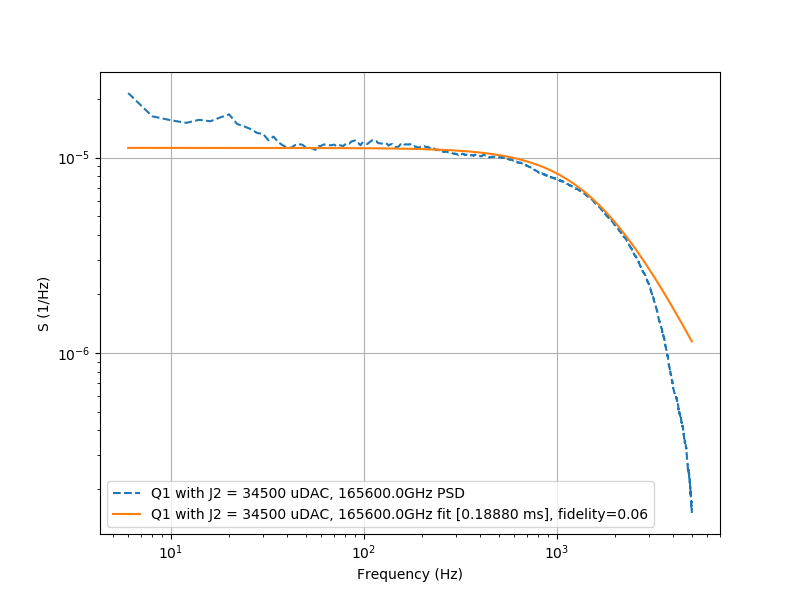 S (1/Hz)
10⁻⁵
10⁻⁶
Q1 with J2 = 34500 uDAC, 165600.0GHz PSD
Q1 with J2 = 34500 uDAC, 165600.0GHz fit [0.18880 ms], fidelity=0.06
10¹ 10² 10³
Frequency (Hz)